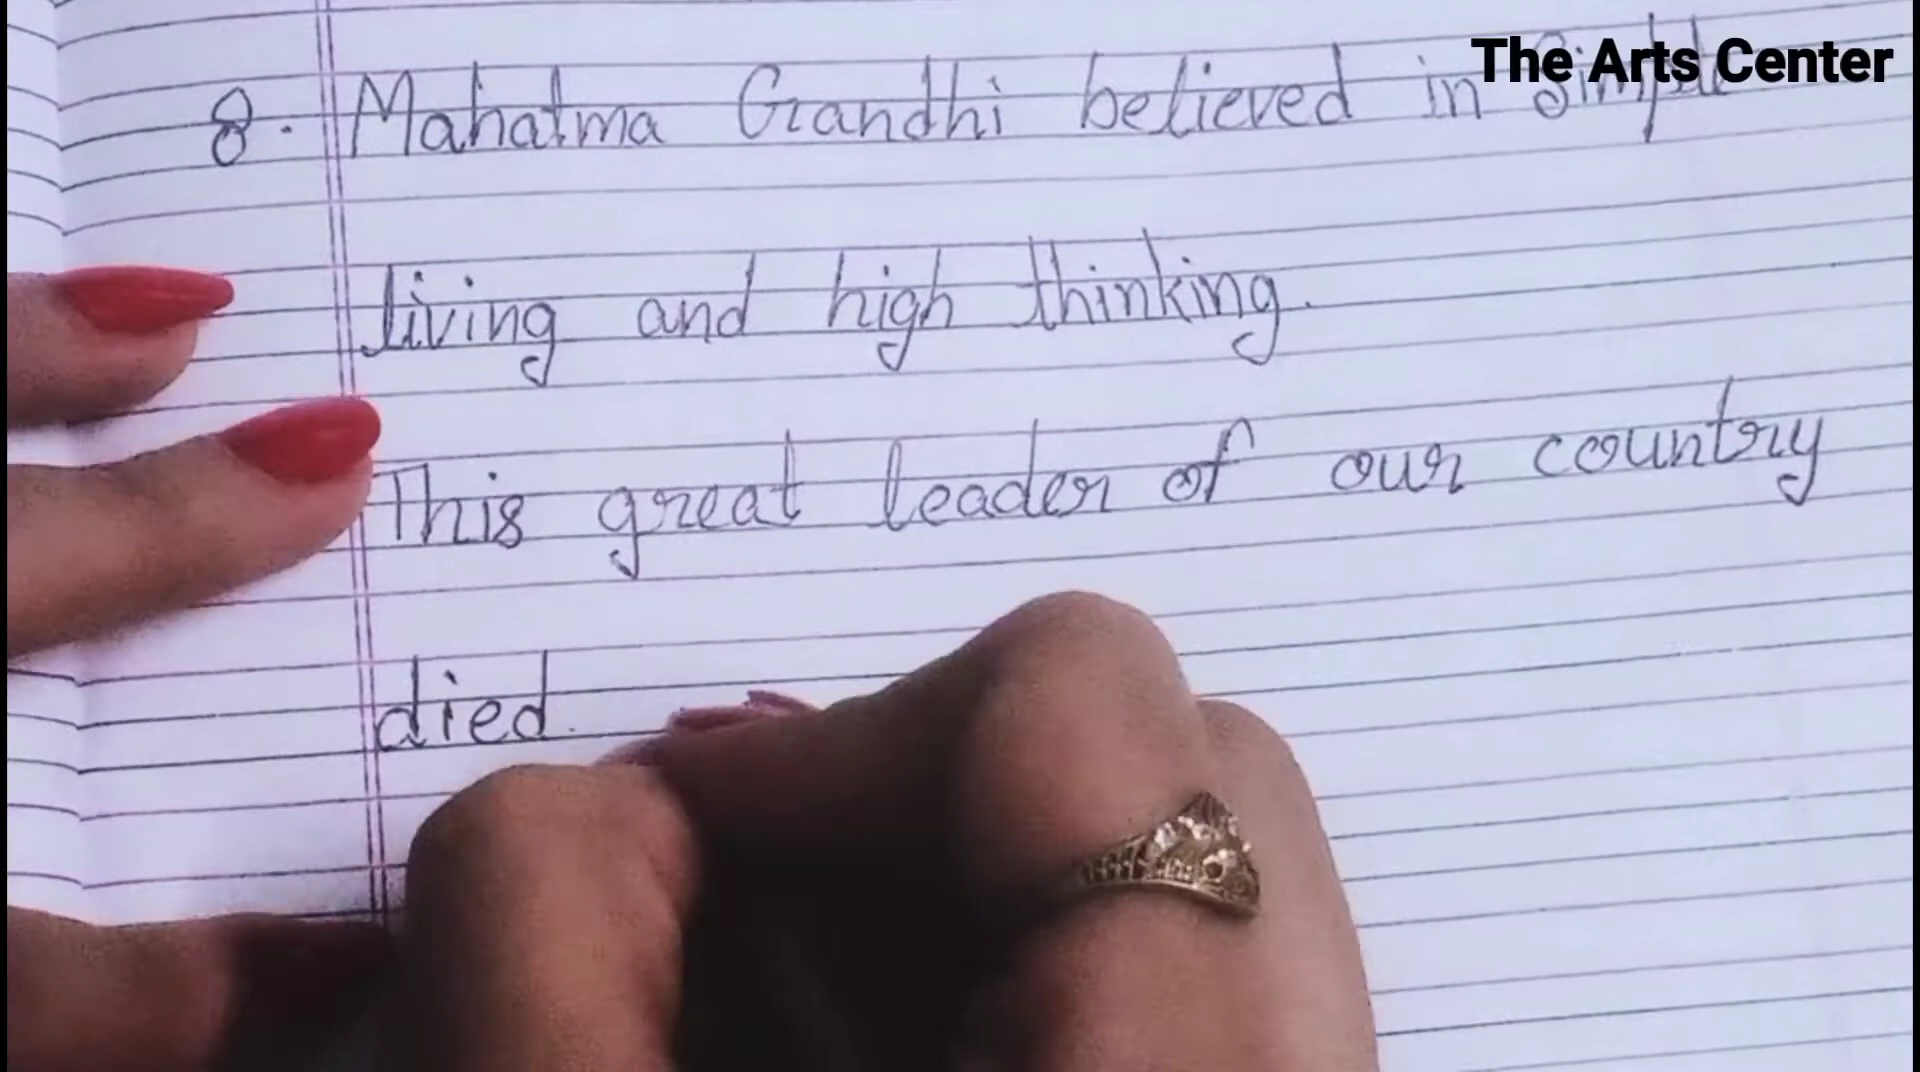 The Arts Center
8. Mahatma Gandhi believed in Simple
living and high thinking.
This great leader of our country
died